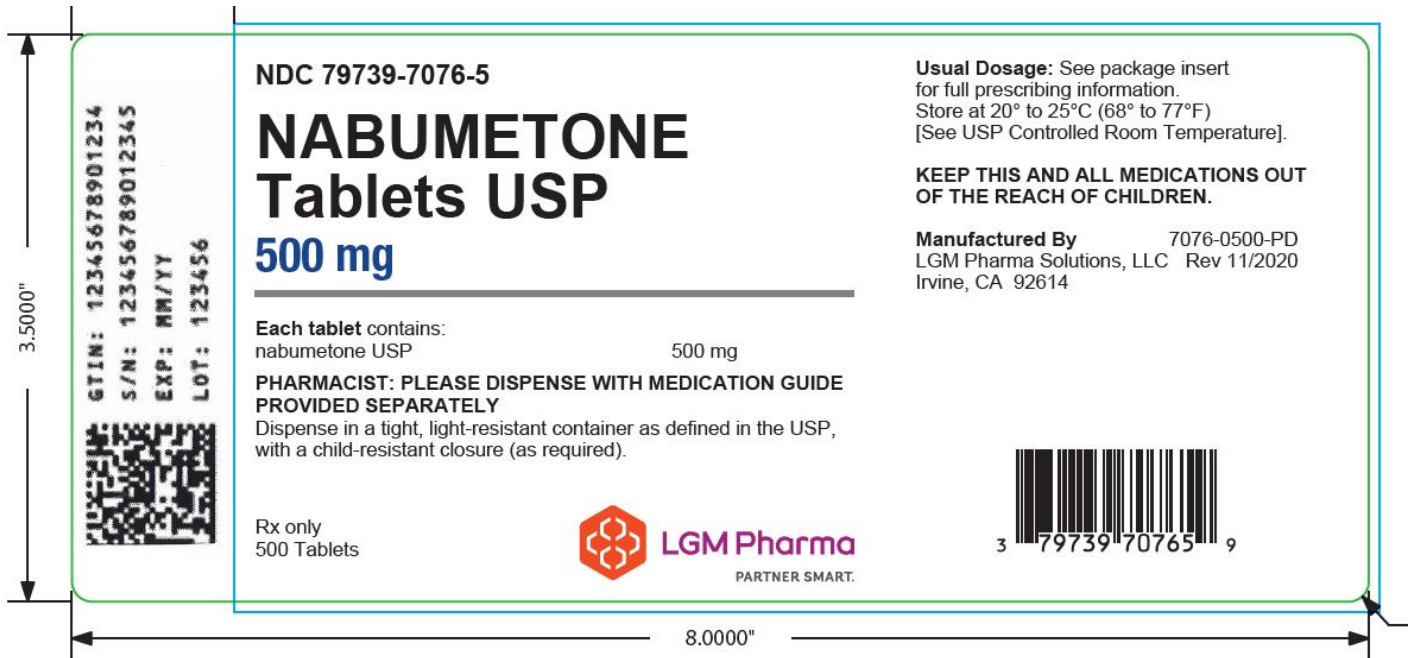 3.5000"
GTIN: 12345678901234
S/N: 123456789012345
EXP: MM/YY
LOT: 123456
NDC 79739-7076-5
NABUMETONE
Tablets USP
500 mg
Each tablet contains:
nabumetone USP 500 mg
PHARMACIST: PLEASE DISPENSE WITH MEDICATION GUIDE
PROVIDED SEPARATELY
Dispense in a tight, light-resistant container as defined in the USP,
with a child-resistant closure (as required).
Rx only
500 Tablets
LGM Pharma
PARTNER SMART.
Usual Dosage: See package insert
for full prescribing information.
Store at 20° to 25°C (68° to 77°F)
[See USP Controlled Room Temperature].
KEEP THIS AND ALL MEDICATIONS OUT
OF THE REACH OF CHILDREN.
Manufactured By 7076-0500-PD
LGM Pharma Solutions, LLC Rev 11/2020
Irvine, CA 92614
3 79739 70765 9
8.0000"